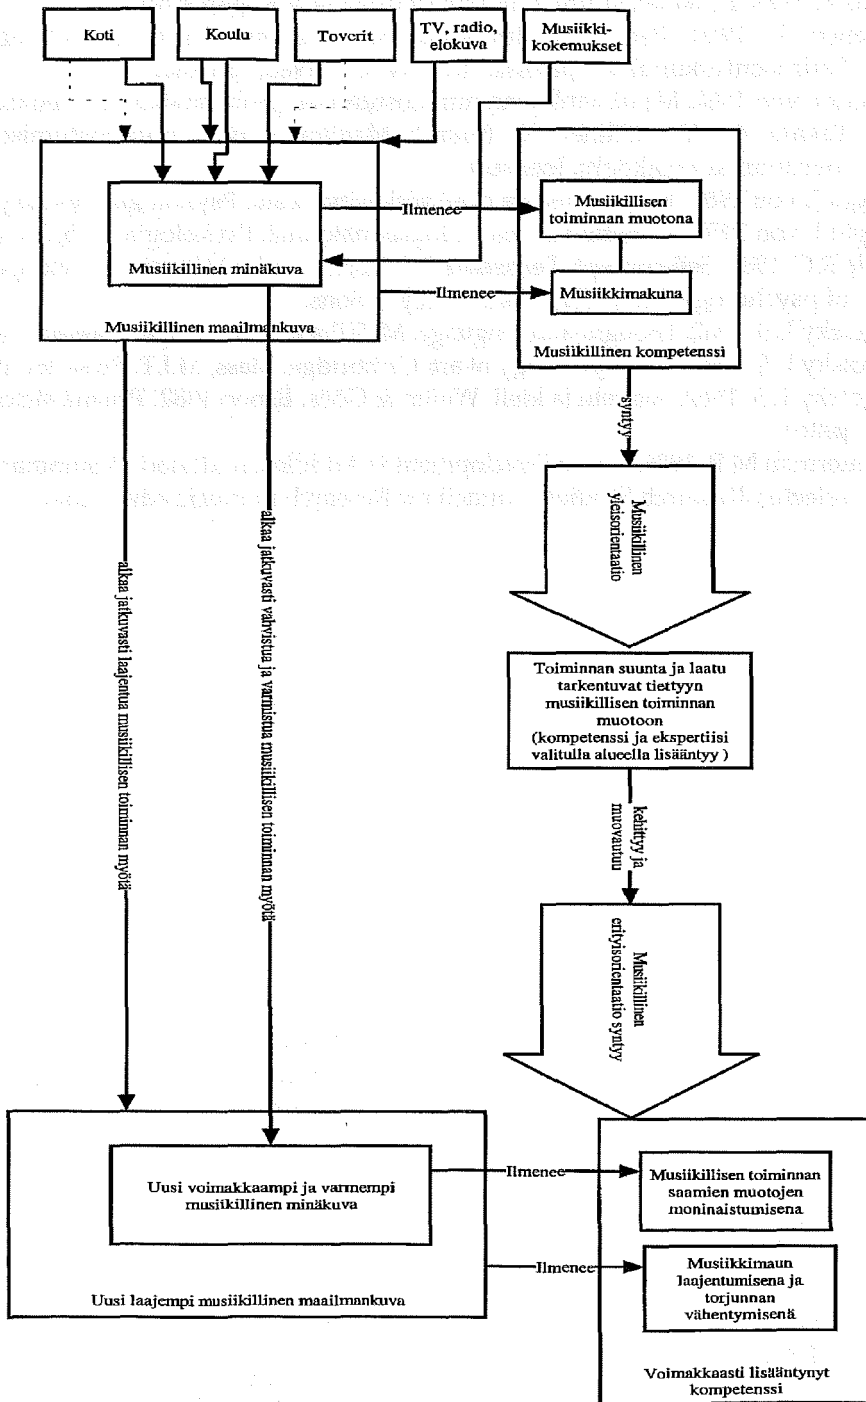 Koti
Koulu
Toverit
TV, radio,
elokuva
Musiikki-
kokemukset
Ilmenee
Musiikillisen
toiminnan muotona
Musiikillinen minäkuva
Ilmenee
Musiikkimakuna
Musiikillinen maailmankuva
Musiikillinen kompetenssi
syntyy
Musiikillinen
yleisorientaatio
alkaa jatkuvasti laajentua musiikillisen toiminnan myötä
alkaa jatkuvasti vahvistua ja varmistua musiikillisen toiminnan myötä
Toiminnan suunta ja laatu
tarkentuvat tiettyyn
musiikillisen toiminnan
muotoon
(kompetenssi ja ekspertiisi
valitulla alueella lisääntyy )
kehittyy ja
muovautuu
Musiikillinen
erityisorientaatio syntyy
Uusi voimakkaampi ja varmempi
musiikillinen minäkuva
Ilmenee
Musiikillisen toiminnan
saamien muotojen
moninaistumisena
Ilmenee
Musiikkimaun
laajentumisena ja
torjunnan
vähentymisenä
Uusi laajempi musiikillinen maailmankuva
Voimakkaasti lisääntynyt
kompetenssi